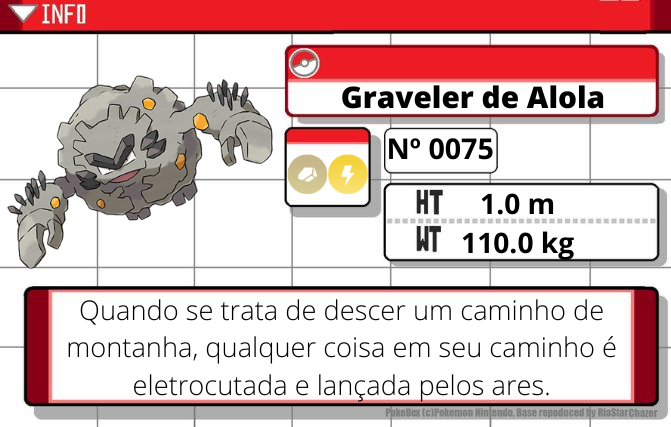 INFO
Graveler de Alola
Nº 0075
HT 1.0 m
WT 110.0 kg
Quando se trata de descer um caminho de
montanha, qualquer coisa em seu caminho é
eletrocutada e lançada pelos ares.
PokeDex (c)Pokemon Nintendo. Base repoduced by RiaStarChazer